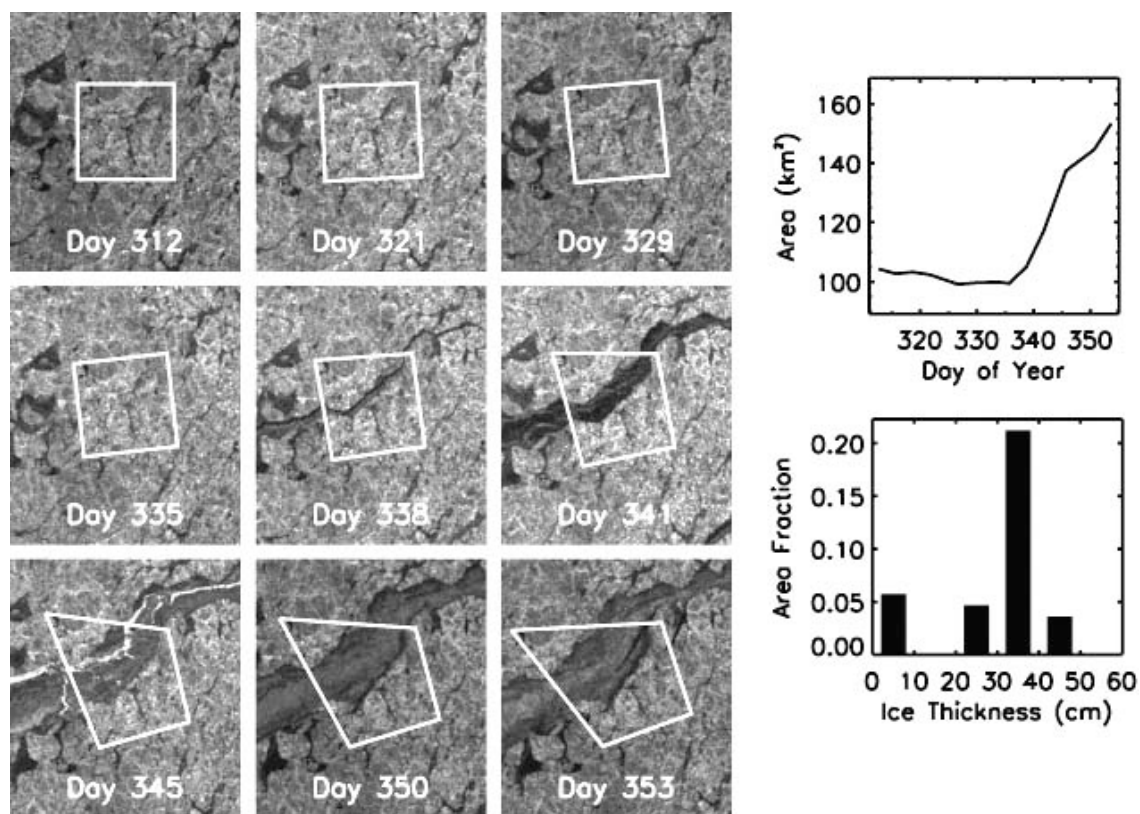 Day 312
Day 321
Day 329
Day 335
Day 338
Day 341
Day 345
Day 350
Day 353
Area (km²)
160
140
120
100
320 330 340 350
Day of Year
Area Fraction
0.20
0.15
0.10
0.05
0.00
0 10 20 30 40 50 60
Ice Thickness (cm)